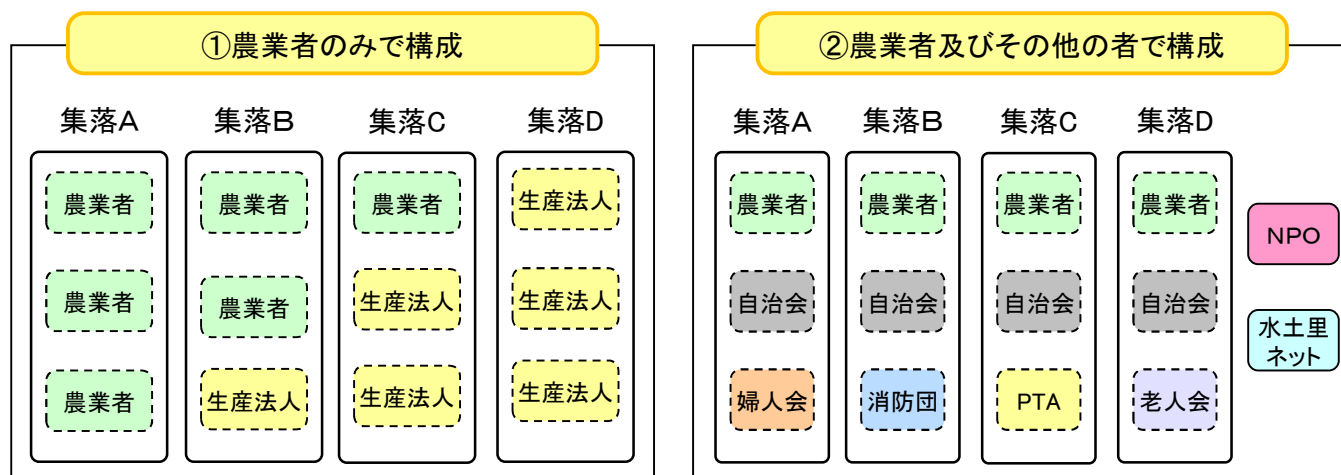 ①農業者のみで構成
集落A
集落B
集落C
集落D
農業者
農業者
農業者
生産法人
農業者
農業者
生産法人
生産法人
農業者
生産法人
生産法人
生産法人
②農業者及びその他の者で構成
集落A
集落B
集落C
集落D
農業者
農業者
農業者
農業者
自治会
自治会
自治会
自治会
婦人会
消防団
PTA
老人会
NPO
水土里
ネット